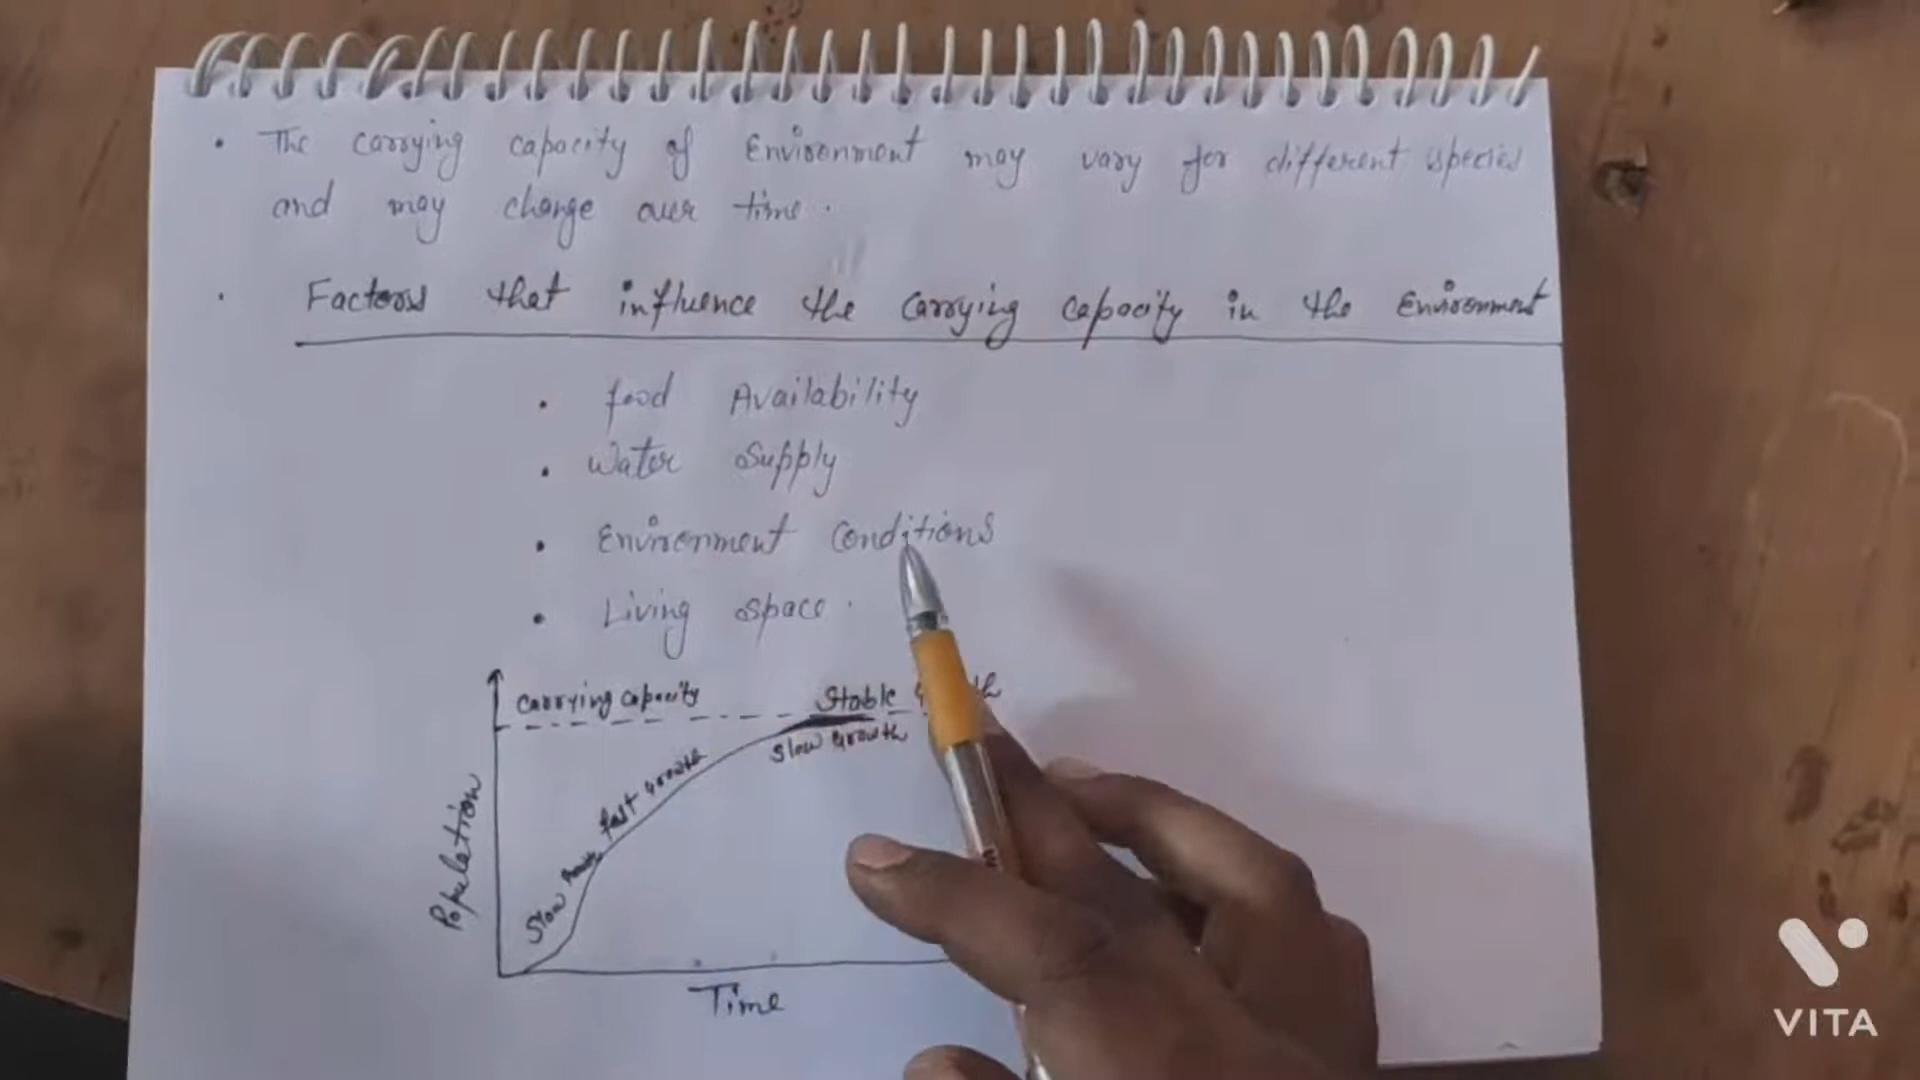 • The carrying capacity of Environment may vary for different species
and may change over time.
• Factors that influence the carrying capacity in the Environment
• food Availability
• Water Supply
• Environment Conditions
• Living space.
carrying capacity
Stable
Slow Growth
fast Growth
Slow
Population
Time
VITA